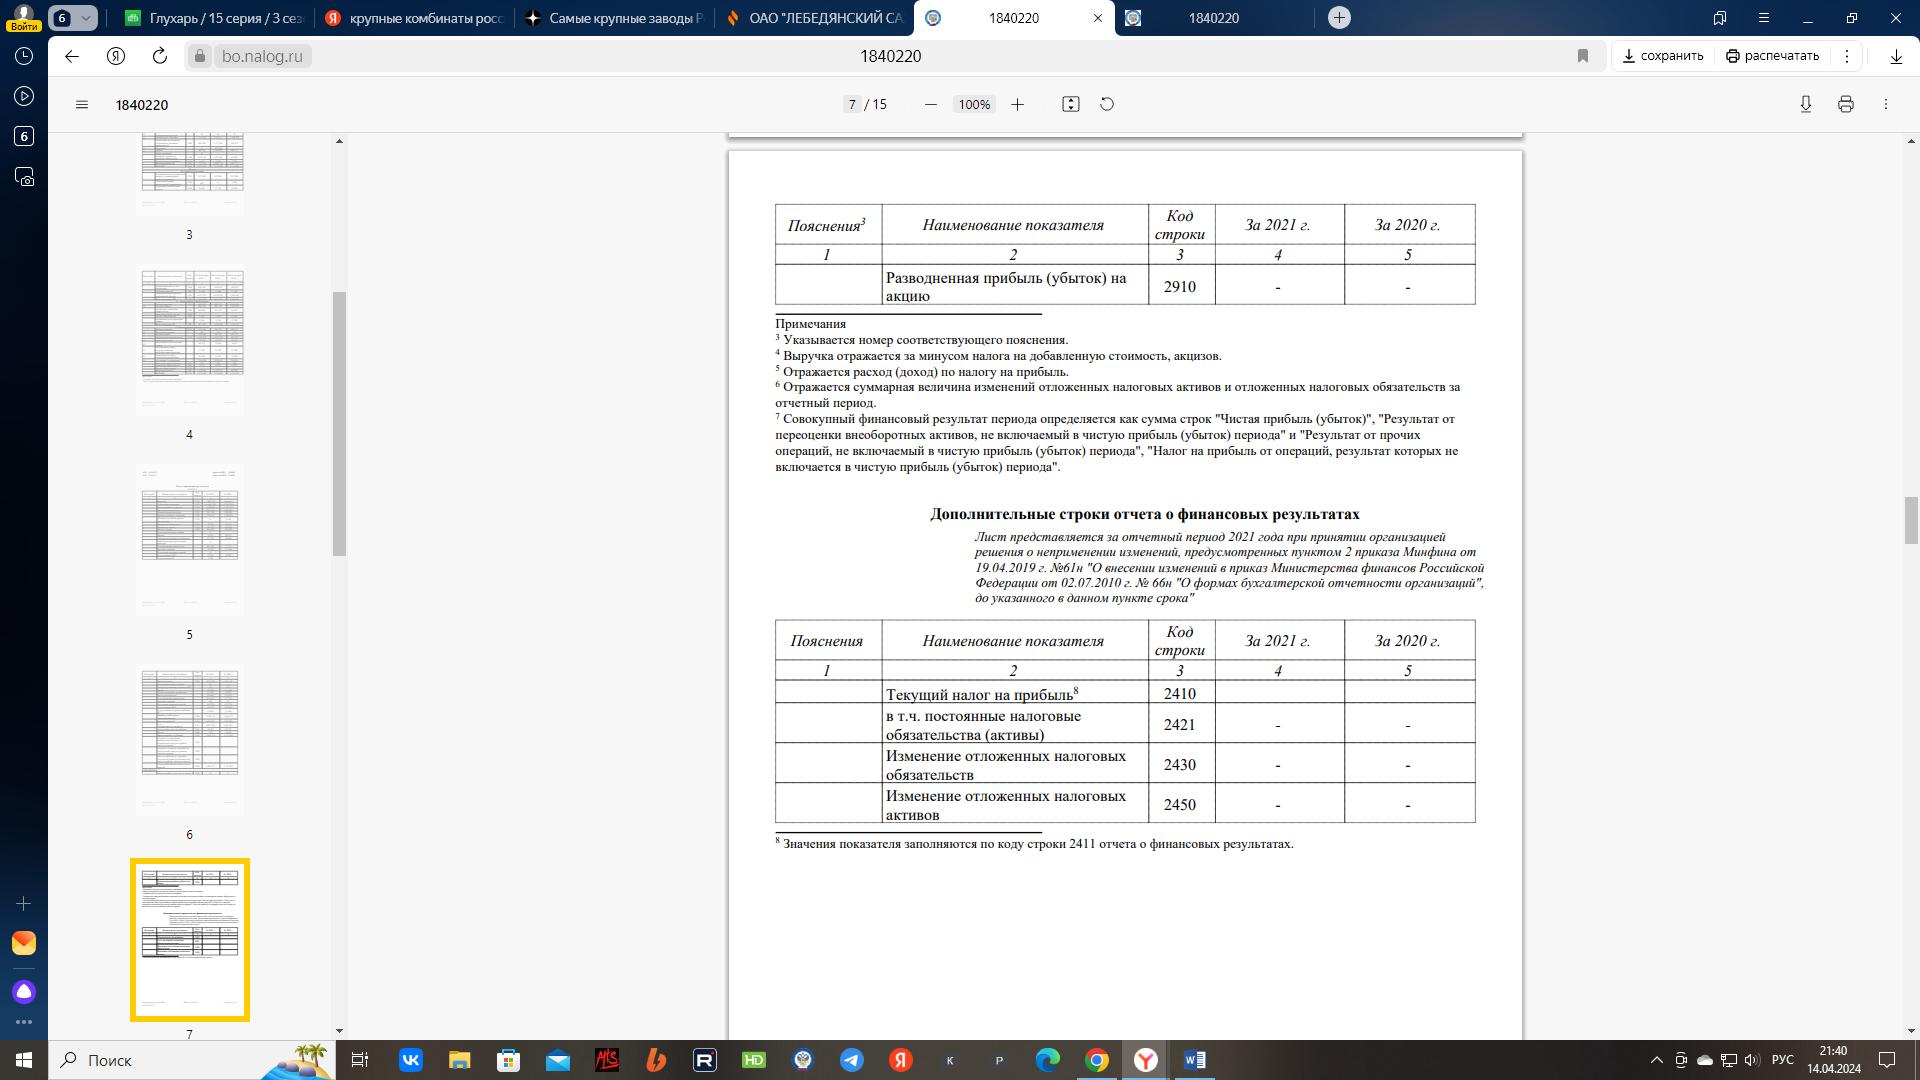 Войти
6
Глухарь / 15 серия / 3 сез
крупные комбинаты росс
Самые крупные заводы Р
ОАО "ЛЕБЕДЯНСКИЙ СА
1840220
1840220
bo.nalog.ru
1840220
сохранить
распечатать
6
1840220
7 / 15
100%
3
4
5
6
7
Пояснения³ Наименование показателя Код строки За 2021 г. За 2020 г.
1 2 3 4 5
Разводненная прибыль (убыток) на акцию 2910 - -
Примечания
³ Указывается номер соответствующего пояснения.
⁴ Выручка отражается за минусом налога на добавленную стоимость, акцизов.
⁵ Отражается расход (доход) по налогу на прибыль.
⁶ Отражается суммарная величина изменений отложенных налоговых активов и отложенных налоговых обязательств за
отчетный период.
⁷ Совокупный финансовый результат периода определяется как сумма строк "Чистая прибыль (убыток)", "Результат от
переоценки внеоборотных активов, не включаемый в чистую прибыль (убыток) периода" и "Результат от прочих
операций, не включаемый в чистую прибыль (убыток) периода", "Налог на прибыль от операций, результат которых не
включается в чистую прибыль (убыток) периода".
Дополнительные строки отчета о финансовых результатах
Лист представляется за отчетный период 2021 года при принятии организацией
решения о неприменении изменений, предусмотренных пунктом 2 приказа Минфина от
19.04.2019 г. №61н "О внесении изменений в приказ Министерства финансов Российской
Федерации от 02.07.2010 г. № 66н "О формах бухгалтерской отчетности организаций",
до указанного в данном пункте срока"
Пояснения Наименование показателя Код строки За 2021 г. За 2020 г.
1 2 3 4 5
Текущий налог на прибыль⁸ 2410
в т.ч. постоянные налоговые обязательства (активы) 2421 - -
Изменение отложенных налоговых обязательств 2430 - -
Изменение отложенных налоговых активов 2450 - -
⁸ Значения показателя заполняются по коду строки 2411 отчета о финансовых результатах.
Поиск
HD
К
Р
РУС
21:40
14.04.2024